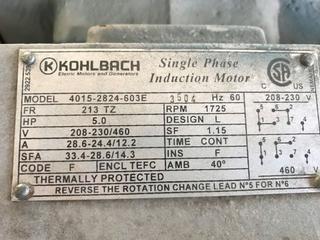 KOHLBACH
Electric Motors and Generators
Single Phase
Induction Motor
MODEL 4015-2824-603E 3504 Hz 60 208-230 V
FR 213 TZ RPM 1725
HP 5.0 DESIGN L
V 208-230/460 SF 1.15
A 28.6-24.4/12.2 TIME CONT
SFA 33.4-28.6/14.3 INS F
CODE F ENCL TEFC AMB 40°
460 V
THERMALLY PROTECTED
REVERSE THE ROTATION CHANGE LEAD Nº5 FOR Nº6